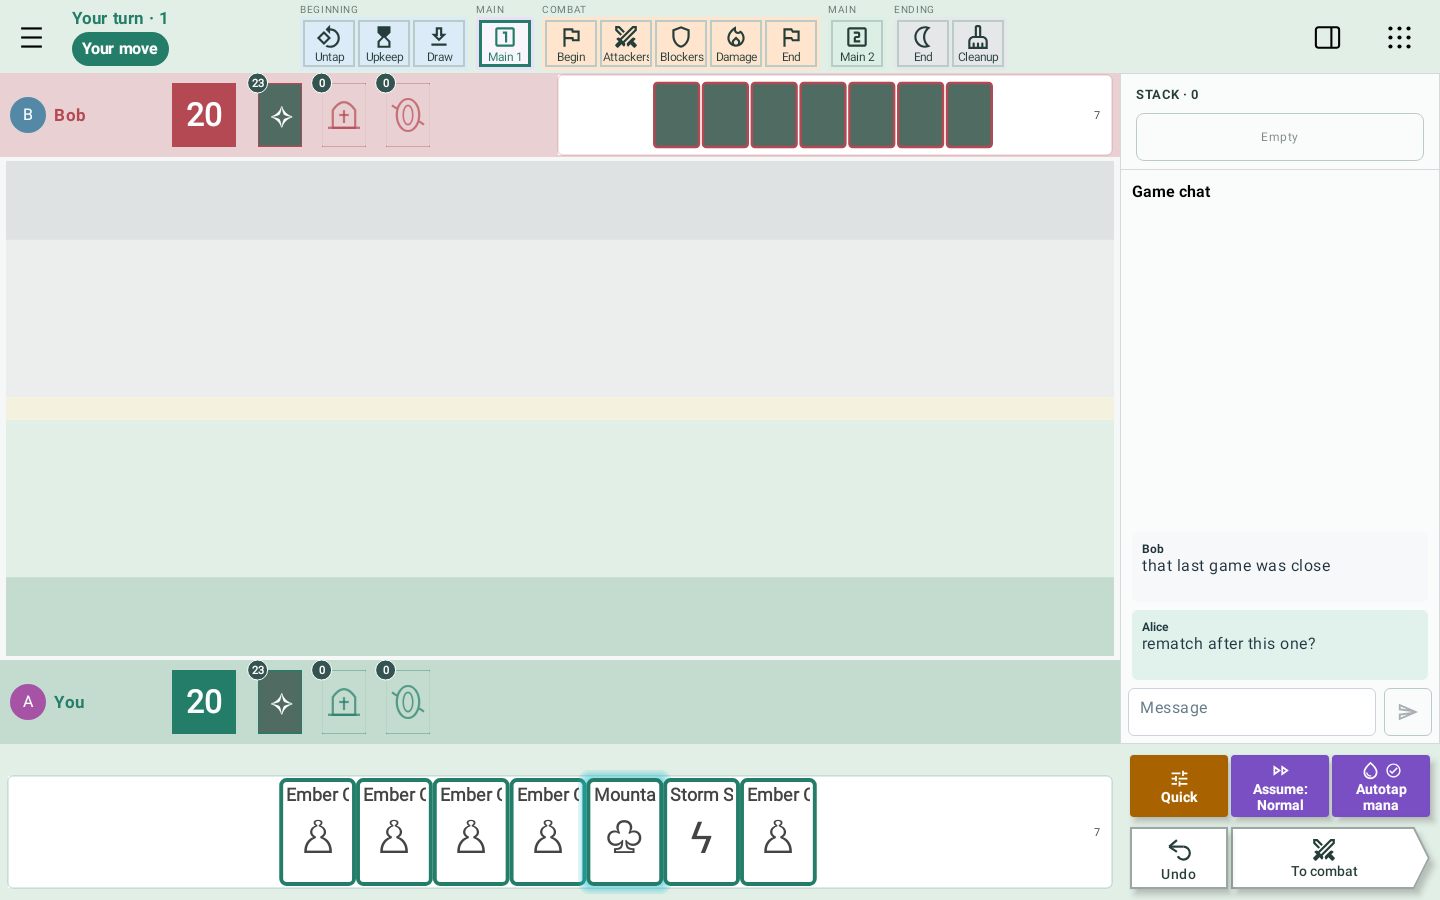 Your turn · 1
Your move
BEGINNING
Untap
Upkeep
Draw
MAIN
1
Main 1
COMBAT
Begin
Attackers
Blockers
Damage
End
MAIN
2
Main 2
ENDING
End
Cleanup
B
Bob
20
23
0
0
7
STACK · 0
Empty
Game chat
Bob
that last game was close
Alice
rematch after this one?
Message
A
You
20
23
0
0
Ember
Ember
Ember
Ember
Mounta
Storm S
Ember
7
Quick
Assume:
Normal
Autotap
mana
Undo
To combat